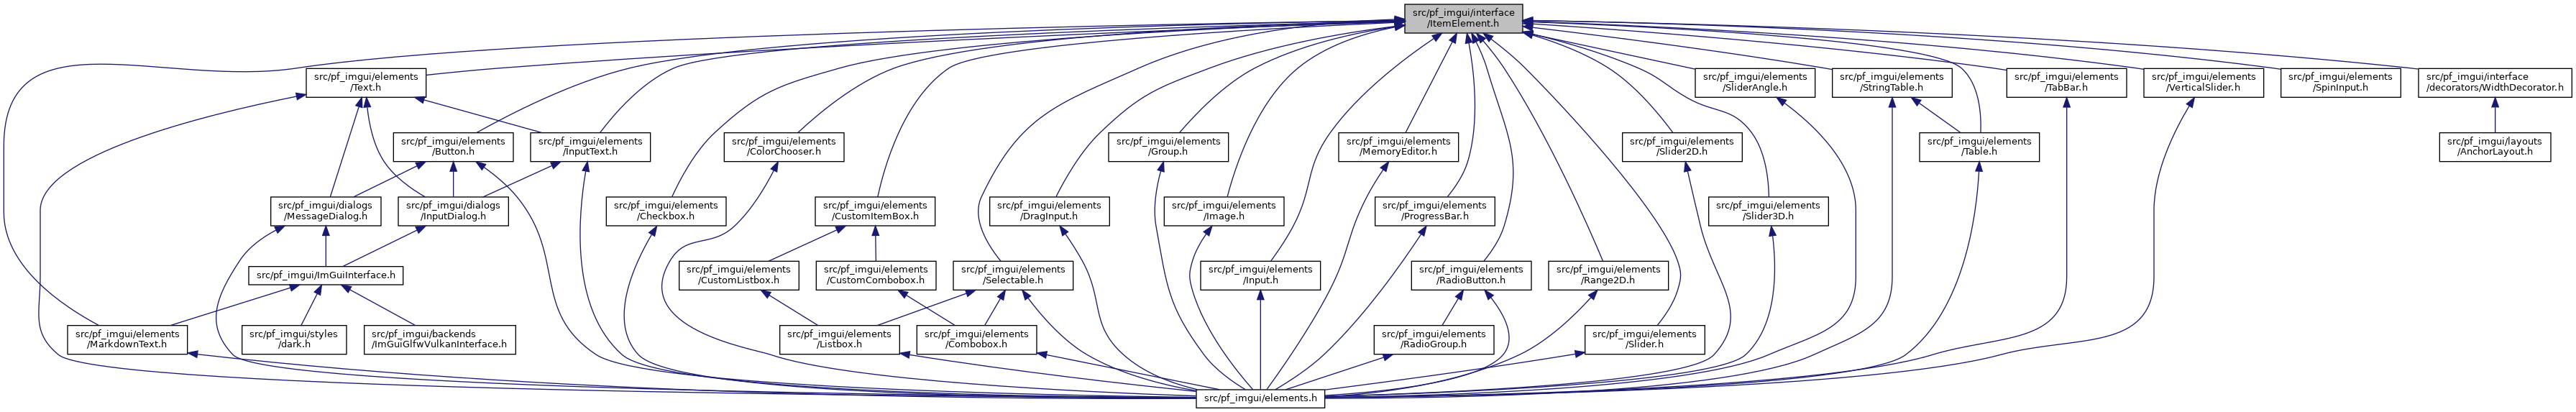 src/pf_imgui/interface
/ItemElement.h
src/pf_imgui/elements
/Text.h
src/pf_imgui/elements
/SliderAngle.h
src/pf_imgui/elements
/StringTable.h
src/pf_imgui/elements
/TabBar.h
src/pf_imgui/elements
/VerticalSlider.h
src/pf_imgui/elements
/SpinInput.h
src/pf_imgui/interface
/decorators/WidthDecorator.h
src/pf_imgui/elements
/Button.h
src/pf_imgui/elements
/InputText.h
src/pf_imgui/elements
/ColorChooser.h
src/pf_imgui/elements
/Group.h
src/pf_imgui/elements
/MemoryEditor.h
src/pf_imgui/elements
/Slider2D.h
src/pf_imgui/elements
/Table.h
src/pf_imgui/layouts
/AnchorLayout.h
src/pf_imgui/dialogs
/MessageDialog.h
src/pf_imgui/dialogs
/InputDialog.h
src/pf_imgui/elements
/Checkbox.h
src/pf_imgui/elements
/CustomItemBox.h
src/pf_imgui/elements
/DragInput.h
src/pf_imgui/elements
/Image.h
src/pf_imgui/elements
/ProgressBar.h
src/pf_imgui/elements
/Slider3D.h
src/pf_imgui/ImGuiInterface.h
src/pf_imgui/elements
/CustomListbox.h
src/pf_imgui/elements
/CustomCombobox.h
src/pf_imgui/elements
/Selectable.h
src/pf_imgui/elements
/Input.h
src/pf_imgui/elements
/RadioButton.h
src/pf_imgui/elements
/Range2D.h
src/pf_imgui/elements
/MarkdownText.h
src/pf_imgui/styles
/dark.h
src/pf_imgui/backends
/ImGuiGlfwVulkanInterface.h
src/pf_imgui/elements
/Listbox.h
src/pf_imgui/elements
/Combobox.h
src/pf_imgui/elements
/RadioGroup.h
src/pf_imgui/elements
/Slider.h
src/pf_imgui/elements.h